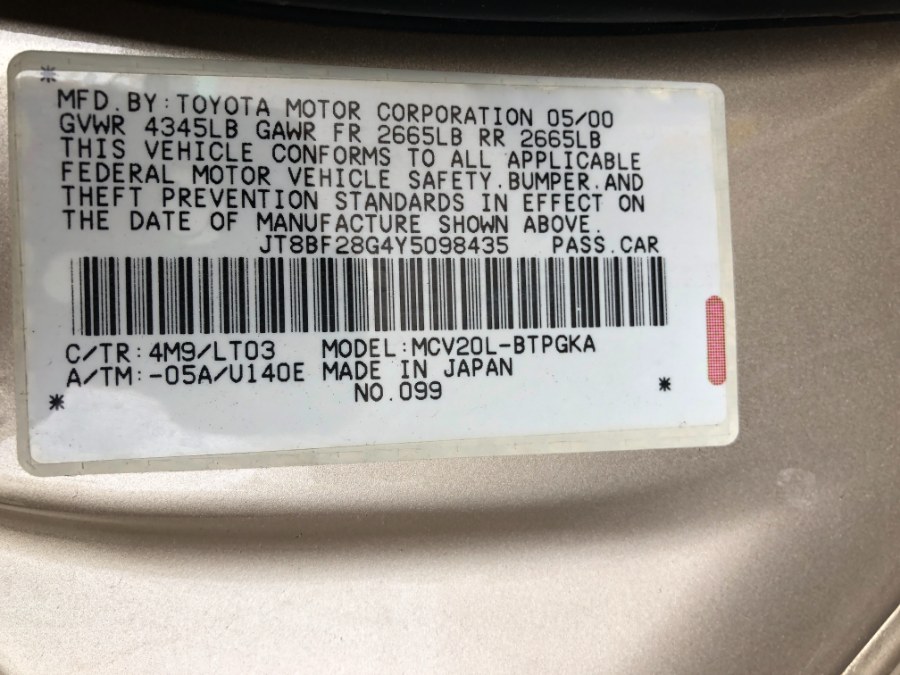 MFD. BY: TOYOTA MOTOR CORPORATION 05/00
GVWR 4345LB GAWR FR 2665LB RR 2665LB
THIS VEHICLE CONFORMS TO ALL APPLICABLE
FEDERAL MOTOR VEHICLE SAFETY.BUMPER.AND
THEFT PREVENTION STANDARDS IN EFFECT ON
THE DATE OF MANUFACTURE SHOWN ABOVE.
JT8BF28G4Y5098435 PASS.CAR
C/TR:4M9/LT03 MODEL:MCV20L-BTPGKA
A/TM:-05A/U140E MADE IN JAPAN
NO.099